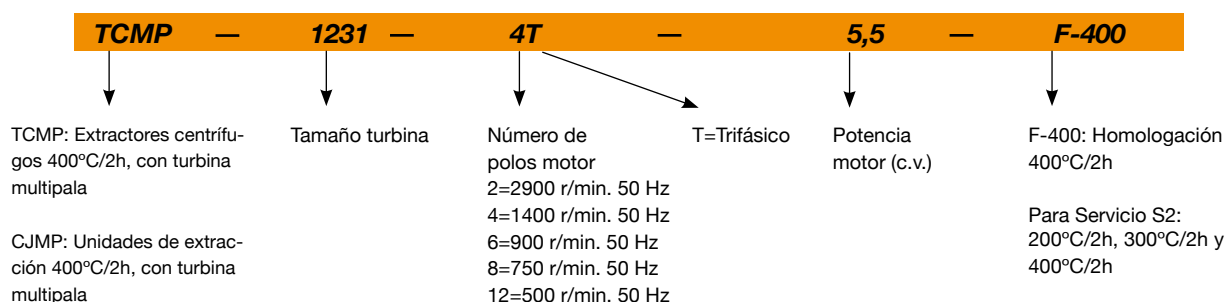 TCMP — 1231 — 4T — 5,5 — F-400
TCMP: Extractores centrífu-
gos 400ºC/2h, con turbina
multipala
CJMP: Unidades de extrac-
ción 400ºC/2h, con turbina
multipala
Tamaño turbina
Número de
polos motor
2=2900 r/min. 50 Hz
4=1400 r/min. 50 Hz
6=900 r/min. 50 Hz
8=750 r/min. 50 Hz
12=500 r/min. 50 Hz
T=Trifásico
Potencia
motor (c.v.)
F-400: Homologación
400ºC/2h
Para Servicio S2:
200ºC/2h, 300ºC/2h y
400ºC/2h